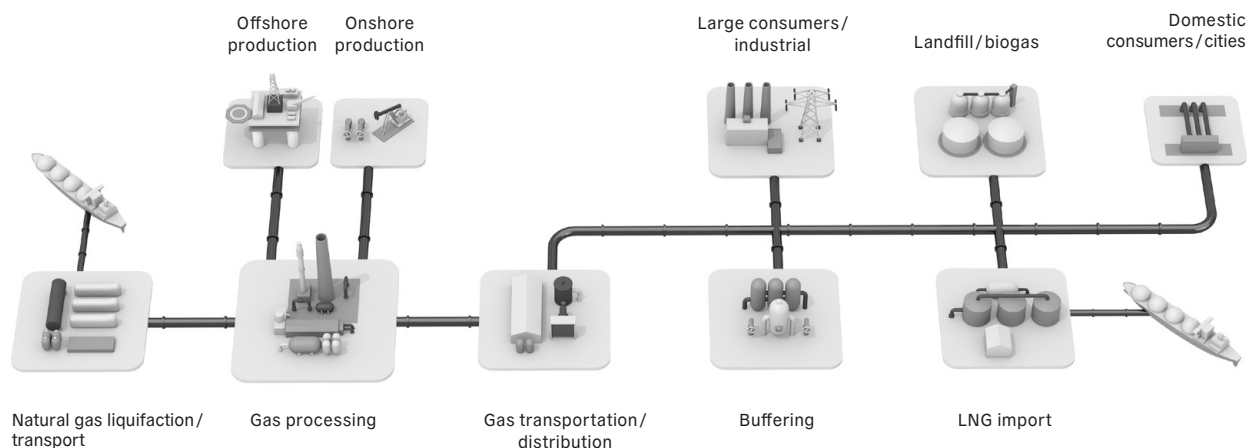 Offshore
production
Onshore
production
Large consumers/
industrial
Landfill/biogas
Domestic
consumers/cities
Natural gas liquifaction/
transport
Gas processing
Gas transportation/
distribution
Buffering
LNG import